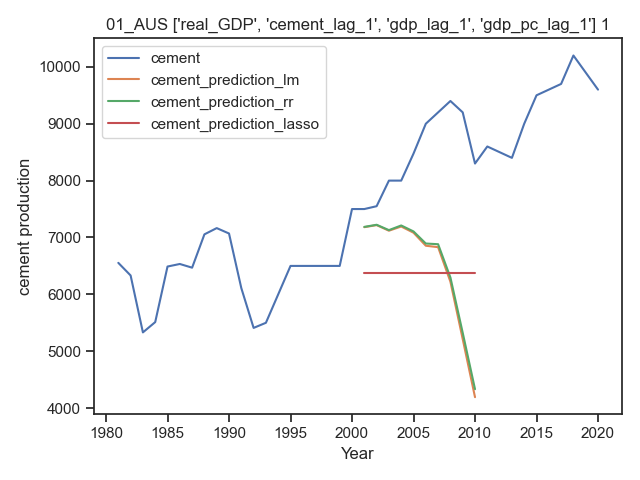 01_AUS ['real_GDP', 'cement_lag_1', 'gdp_lag_1', 'gdp_pc_lag_1'] 1
cement
cement_prediction_lm
cement_prediction_rr
cement_prediction_lasso
10000
9000
8000
7000
6000
5000
4000
cement production
1980 1985 1990 1995 2000 2005 2010 2015 2020
Year